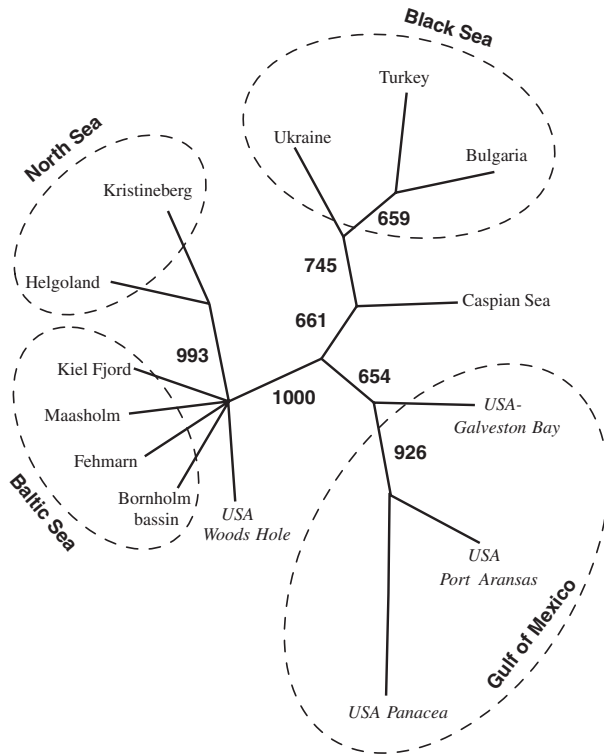 Black Sea
Turkey
Ukraine
Bulgaria
659
North Sea
Kristineberg
Helgoland
745
Caspian Sea
661
993
Kiel Fjord
654
1000
Maasholm
USA-
Galveston Bay
926
Fehmarn
Bornholm
bassin
USA
Woods Hole
Baltic Sea
USA
Port Aransas
Gulf of Mexico
USA Panacea